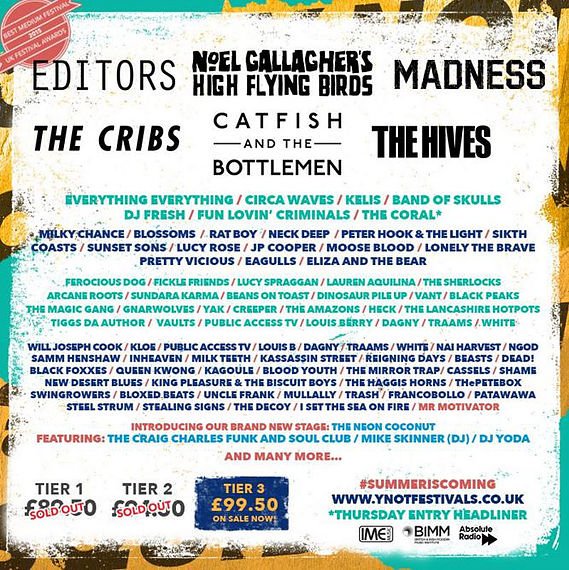 BEST MEDIUM FESTIVAL
2015
UK FESTIVAL AWARDS
EDITORS
NOEL GALLAGHER'S
HIGH FLYING BIRDS
MADNESS
THE CRIBS
CATFISH
AND THE
BOTTLEMEN
THE HIVES
EVERYTHING EVERYTHING / CIRCA WAVES / KELIS / BAND OF SKULLS
DJ FRESH / FUN LOVIN' CRIMINALS / THE CORAL*
MILKY CHANCE / BLOSSOMS / RAT BOY / NECK DEEP / PETER HOOK & THE LIGHT / SIKTH
COASTS / SUNSET SONS / LUCY ROSE / JP COOPER / MOOSE BLOOD / LONELY THE BRAVE
PRETTY VICIOUS / EAGULLS / ELIZA AND THE BEAR
FEROCIOUS DOG / FICKLE FRIENDS / LUCY SPRAGGAN / LAUREN AQUILINA / THE SHERLOCKS
ARCANE ROOTS / SUNDARA KARMA / BEANS ON TOAST / DINOSAUR PILE UP / VANT / BLACK PEAKS
THE MAGIC GANG / GNARWOLVES / YAK / CREEPER / THE AMAZONS / HECK / THE LANCASHIRE HOTPOTS
TIGGS DA AUTHOR / VAULTS / PUBLIC ACCESS TV / LOUIS BERRY / DAGNY / TRAAMS / WHITE
WILL JOSEPH COOK / KLOE / PUBLIC ACCESS TV / LOUIS B / DAGNY / TRAAMS / WHITE / NAI HARVEST / NGOD
SAMM HENSHAW / INHEAVEN / MILK TEETH / KASSASSIN STREET / REIGNING DAYS / BEASTS / DEAD!
BLACK FOXXES / QUEEN KWONG / KAGOULE / BLOOD YOUTH / THE MIRROR TRAP/ CASSELS / SHAME
NEW DESERT BLUES / KING PLEASURE & THE BISCUIT BOYS / THE HAGGIS HORNS / THePETEBOX
SWINGROWERS / BLOXED BEATS / UNCLE FRANK / MULLALLY / TRASH / FRANCOBOLLO / PATAWAWA
STEEL STRUM / STEALING SIGNS / THE DECOY / I SET THE SEA ON FIRE / MR MOTIVATOR
INTRODUCING OUR BRAND NEW STAGE: THE NEON COCONUT
FEATURING: THE CRAIG CHARLES FUNK AND SOUL CLUB / MIKE SKINNER (DJ) / DJ YODA
AND MANY MORE...
TIER 1
SOLD OUT
TIER 2
SOLD OUT
TIER 3
£99.50
ON SALE NOW!
#SUMMERISCOMING
WWW.YNOTFESTIVALS.CO.UK
*THURSDAY ENTRY HEADLINER
IME
MUSIC
BIMM
Absolute
Radio